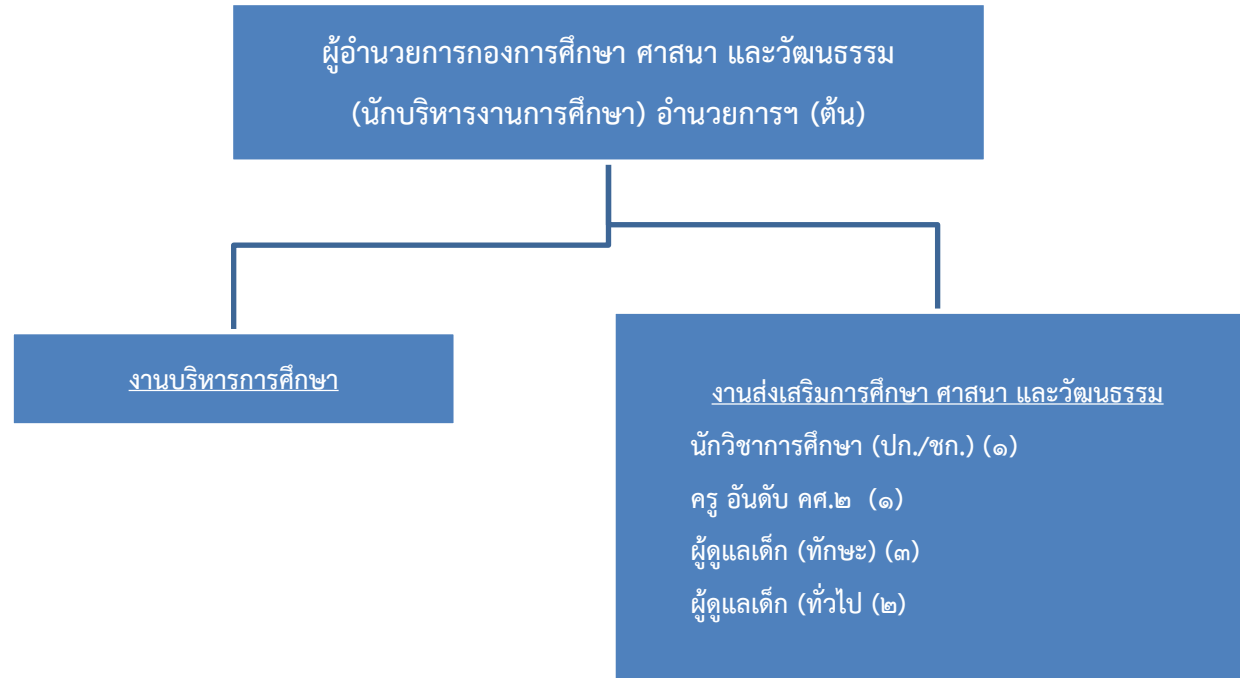 ผู้อำนวยการกองการศึกษา ศาสนา และวัฒนธรรม
(นักบริหารงานการศึกษา) อำนวยการฯ (ต้น)
งานบริหารการศึกษา
งานส่งเสริมการศึกษา ศาสนา และวัฒนธรรม
นักวิชาการศึกษา (ปก./ชก.) (๑)
ครู อันดับ คศ.๒ (๑)
ผู้ดูแลเด็ก (ทักษะ) (๓)
ผู้ดูแลเด็ก (ทั่วไป (๒)